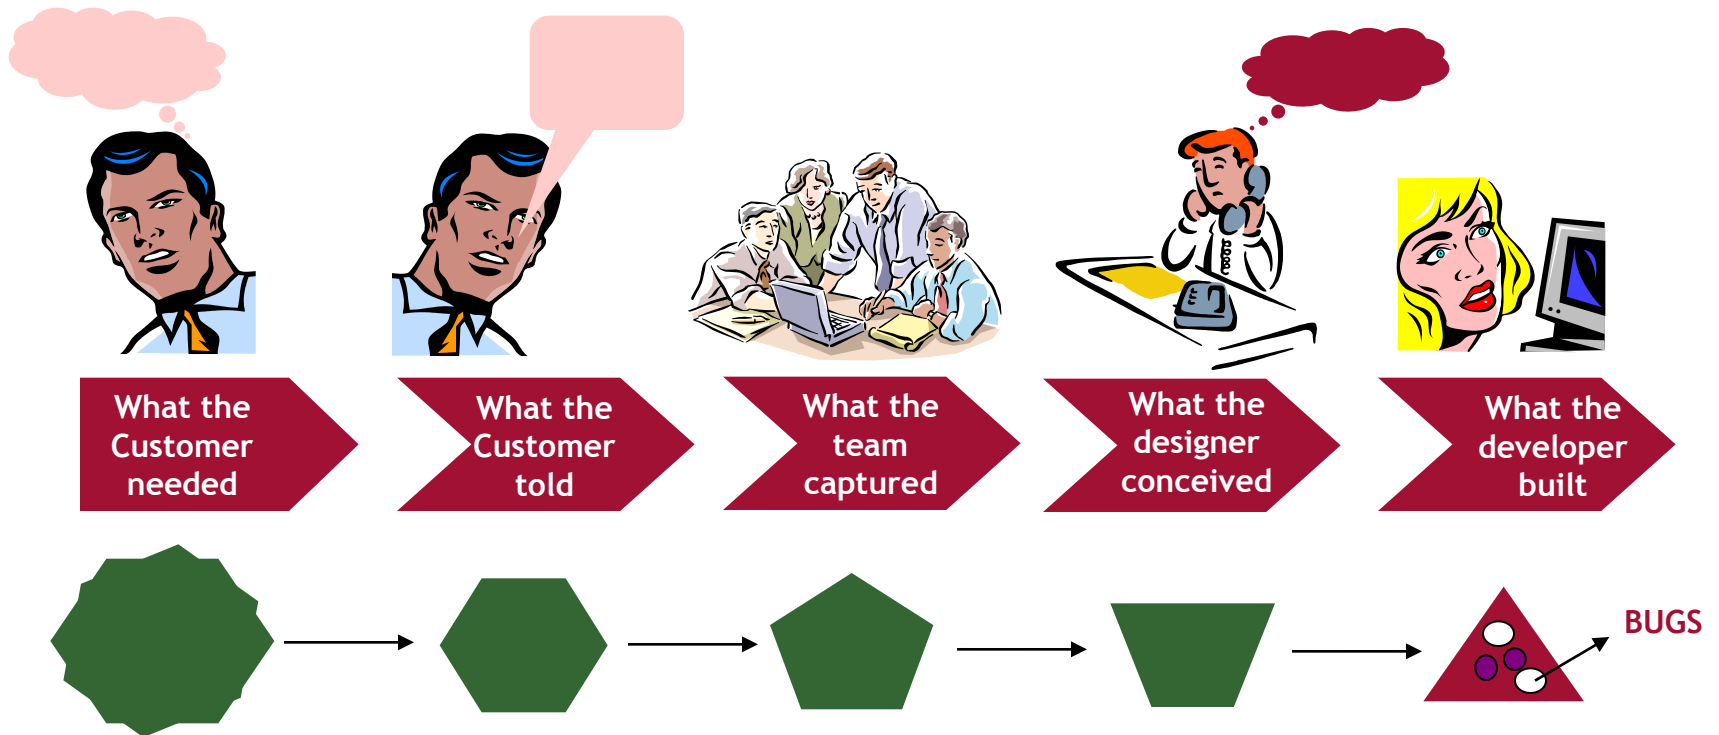 What the
Customer
needed
What the
Customer
told
What the
team
captured
What the
designer
conceived
What the
developer
built
BUGS